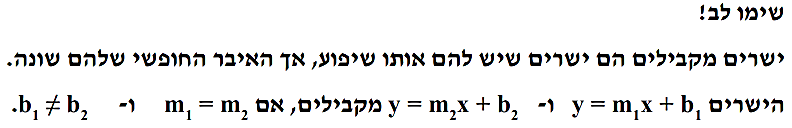 שימו לב!
ישרים מקבילים הם ישרים שיש להם אותו שיפוע, אך האיבר החופשי שלהם שונה.
הישרים y = m₁x + b₁ ו- y = m₂x + b₂ מקבילים, אם m₁ = m₂ ו- b₁ ≠ b₂.